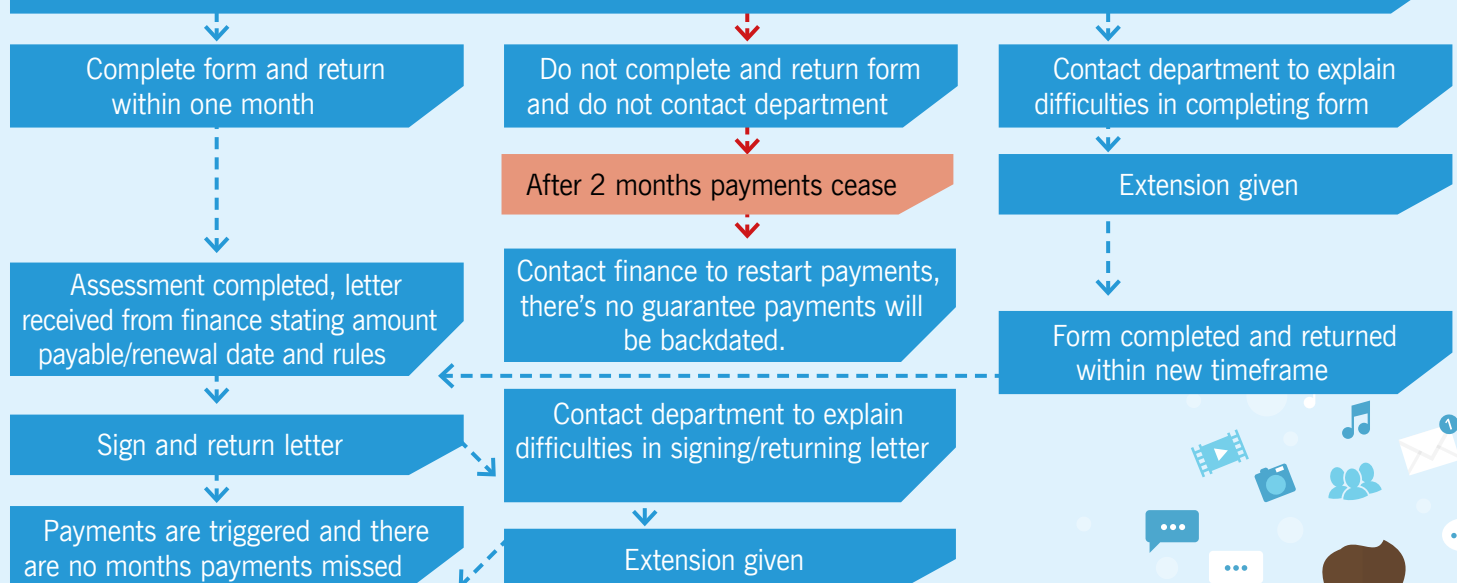 Complete form and return
within one month
Do not complete and return form
and do not contact department
Contact department to explain
difficulties in completing form
After 2 months payments cease
Extension given
Assessment completed, letter
received from finance stating amount
payable/renewal date and rules
Contact finance to restart payments,
there's no guarantee payments will
be backdated.
Form completed and returned
within new timeframe
Sign and return letter
Contact department to explain
difficulties in signing/returning letter
Payments are triggered and there
are no months payments missed
Extension given
1